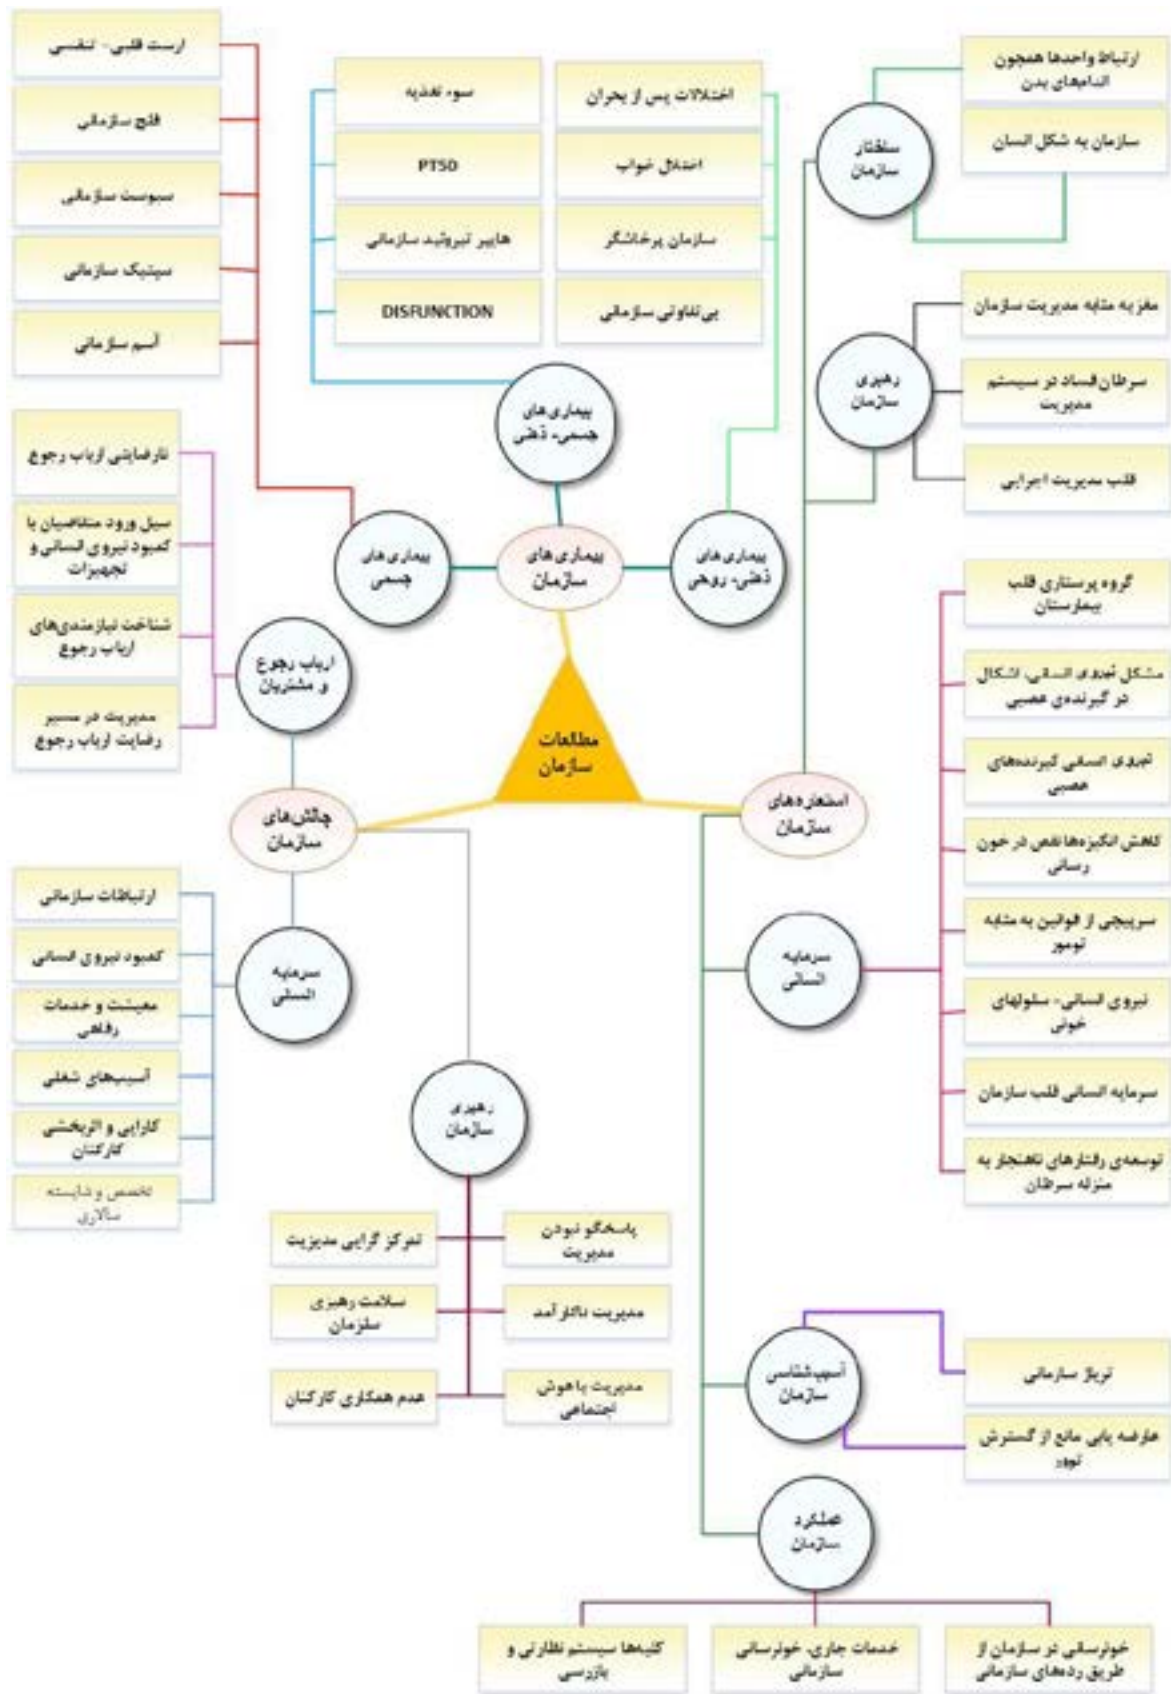 ارست قلبی- تنفسی
فلج سازمانی
یبوست سازمانی
سپتیک سازمانی
آسم سازمانی
سوء تغذیه
PTSD
هایپر تیروئید سازمانی
DISFUNCTION
اختلالات پس از بحران
اختلال خواب
سازمان پرخاشگر
بی‌تفاوتی سازمانی
ارتباط واحدها همچون
اندام‌های بدن
سازمان به شکل انسان
ساختار
سازمان
مغز به مثابه مدیریت سازمان
سرطان فساد در سیستم
مدیریت
قلب مدیریت اجرایی
رهبری
سازمان
بیماری‌های
جسمی- ذهنی
بیماری‌های
جسمی
بیماری‌های
سازمان
بیماری‌های
ذهنی- روحی
نارضایتی ارباب رجوع
سیل ورود متقاضیان با
کمبود نیروی انسانی و
تجهیزات
شناخت نیازمندی‌های
ارباب رجوع
مدیریت در مسیر
رضایت ارباب رجوع
ارباب رجوع
و مشتریان
مطالعات
سازمان
چالش‌های
سازمان
استعاره‌های
سازمان
گروه پرستاری قلب
بیمارستان
مشکل نیروی انسانی، اشکال
در گیرنده‌ی عصبی
نیروی انسانی گیرنده‌های
عصبی
کاهش انگیزه‌ها نقص در خون
رسانی
سرپیچی از قوانین به مثابه
تومور
نیروی انسانی- سلولهای
خونی
سرمایه انسانی قلب سازمان
توسعه‌ی رفتارهای ناهنجار به
منزله سرطان
سرمایه
انسانی
ارتباطات سازمانی
کمبود نیروی انسانی
معیشت و خدمات
رفاهی
آسیب‌های شغلی
کارایی و اثربخشی
کارکنان
تخصص و شایسته
سالاری
سرمایه
انسانی
رهبری
سازمان
تمرکز گرایی مدیریت
سلامت رهبری
سازمان
عدم همکاری کارکنان
پاسخگو نبودن
مدیریت
مدیریت ناکارآمد
مدیریت باهوش
اجتماعی
آسیب‌شناسی
سازمان
تریاژ سازمانی
عارضه یابی مانع از گسترش
عملکرد
سازمان
کلیه‌ها سیستم نظارتی و
بازرسی
خدمات جاری، خونرسانی
سازمانی
خونرسانی در سازمان از
طریق رده‌های سازمانی